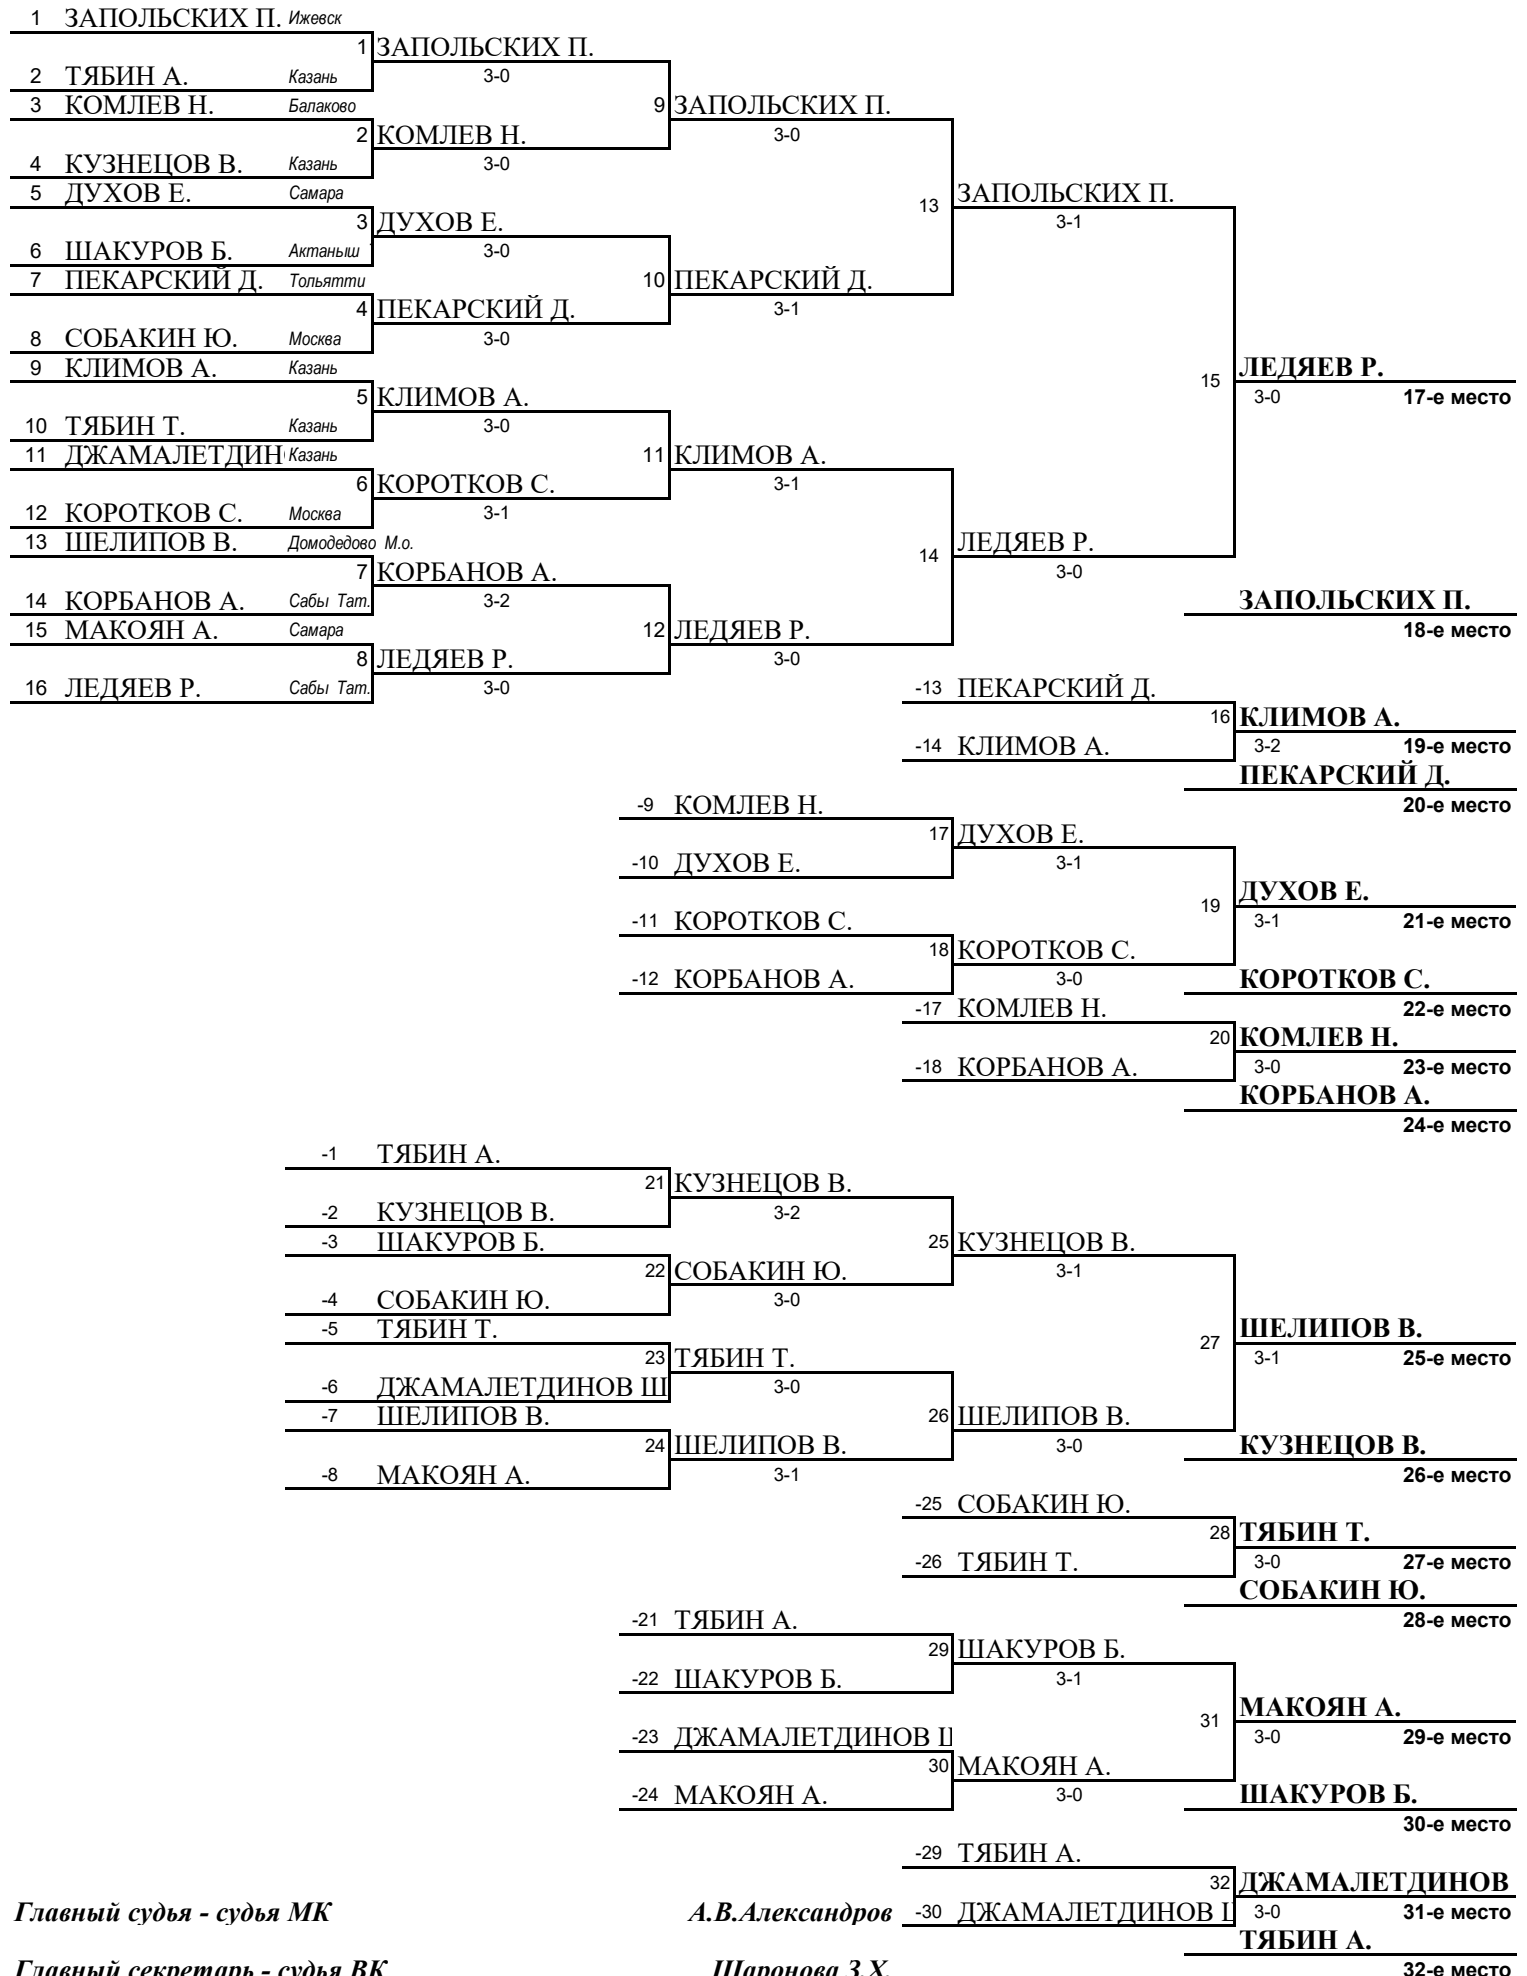 1 ЗАПОЛЬСКИХ П. Ижевск
1 ЗАПОЛЬСКИХ П.
2 ТЯБИН А. Казань 3-0
3 КОМЛЕВ Н. Балаково 9 ЗАПОЛЬСКИХ П.
2 КОМЛЕВ Н. 3-0
4 КУЗНЕЦОВ В. Казань 3-0
5 ДУХОВ Е. Самара 13 ЗАПОЛЬСКИХ П.
3 ДУХОВ Е. 3-1
6 ШАКУРОВ Б. Актаныш 3-0
7 ПЕКАРСКИЙ Д. Тольятти 10 ПЕКАРСКИЙ Д.
4 ПЕКАРСКИЙ Д. 3-1
8 СОБАКИН Ю. Москва 3-0
9 КЛИМОВ А. Казань 15 ЛЕДЯЕВ Р.
5 КЛИМОВ А. 3-0 17-е место
10 ТЯБИН Т. Казань 3-0
11 ДЖАМАЛЕТДИН Казань 11 КЛИМОВ А.
6 КОРОТКОВ С. 3-1
12 КОРОТКОВ С. Москва 3-1
13 ШЕЛИПОВ В. Домодедово М.о. 14 ЛЕДЯЕВ Р.
7 КОРБАНОВ А. 3-0
14 КОРБАНОВ А. Сабы Тат. 3-2 ЗАПОЛЬСКИХ П.
15 МАКОЯН А. Самара 12 ЛЕДЯЕВ Р. 18-е место
8 ЛЕДЯЕВ Р. 3-0
16 ЛЕДЯЕВ Р. Сабы Тат. 3-0 -13 ПЕКАРСКИЙ Д.
16 КЛИМОВ А.
-14 КЛИМОВ А. 3-2 19-е место
ПЕКАРСКИЙ Д.
-9 КОМЛЕВ Н. 20-е место
17 ДУХОВ Е.
-10 ДУХОВ Е. 3-1
19 ДУХОВ Е.
-11 КОРОТКОВ С. 3-1 21-е место
18 КОРОТКОВ С.
-12 КОРБАНОВ А. 3-0 КОРОТКОВ С.
-17 КОМЛЕВ Н. 22-е место
20 КОМЛЕВ Н.
-18 КОРБАНОВ А. 3-0 23-е место
КОРБАНОВ А.
24-е место
-1 ТЯБИН А.
21 КУЗНЕЦОВ В.
-2 КУЗНЕЦОВ В. 3-2
-3 ШАКУРОВ Б. 25 КУЗНЕЦОВ В.
22 СОБАКИН Ю. 3-1
-4 СОБАКИН Ю. 3-0
-5 ТЯБИН Т. 27 ШЕЛИПОВ В.
23 ТЯБИН Т. 3-1 25-е место
-6 ДЖАМАЛЕТДИНОВ Ш 3-0
-7 ШЕЛИПОВ В. 26 ШЕЛИПОВ В.
24 ШЕЛИПОВ В. 3-0 КУЗНЕЦОВ В.
-8 МАКОЯН А. 3-1 26-е место
-25 СОБАКИН Ю.
28 ТЯБИН Т.
-26 ТЯБИН Т. 3-0 27-е место
СОБАКИН Ю.
-21 ТЯБИН А. 28-е место
29 ШАКУРОВ Б.
-22 ШАКУРОВ Б. 3-1
31 МАКОЯН А.
-23 ДЖАМАЛЕТДИНОВ 3-0 29-е место
30 МАКОЯН А.
-24 МАКОЯН А. 3-0 ШАКУРОВ Б.
30-е место
-29 ТЯБИН А.
32 ДЖАМАЛЕТДИНОВ
Главный судья - судья МК А.В.Александров -30 ДЖАМАЛЕТДИНОВ 3-0 31-е место
ТЯБИН А.
Главный секретарь - судья ВК Шаронова З.Х. 32-е место